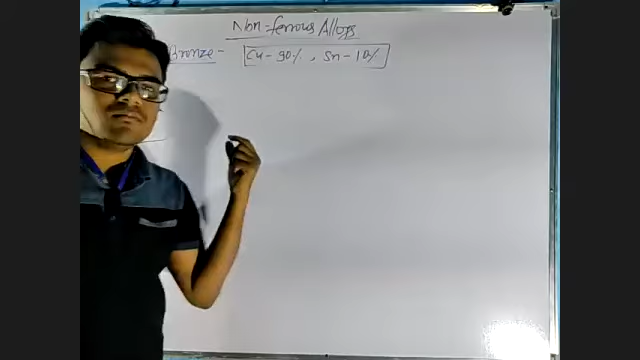 Non-ferrous Alloys
Bronze - Cu - 90%, Sn - 10%